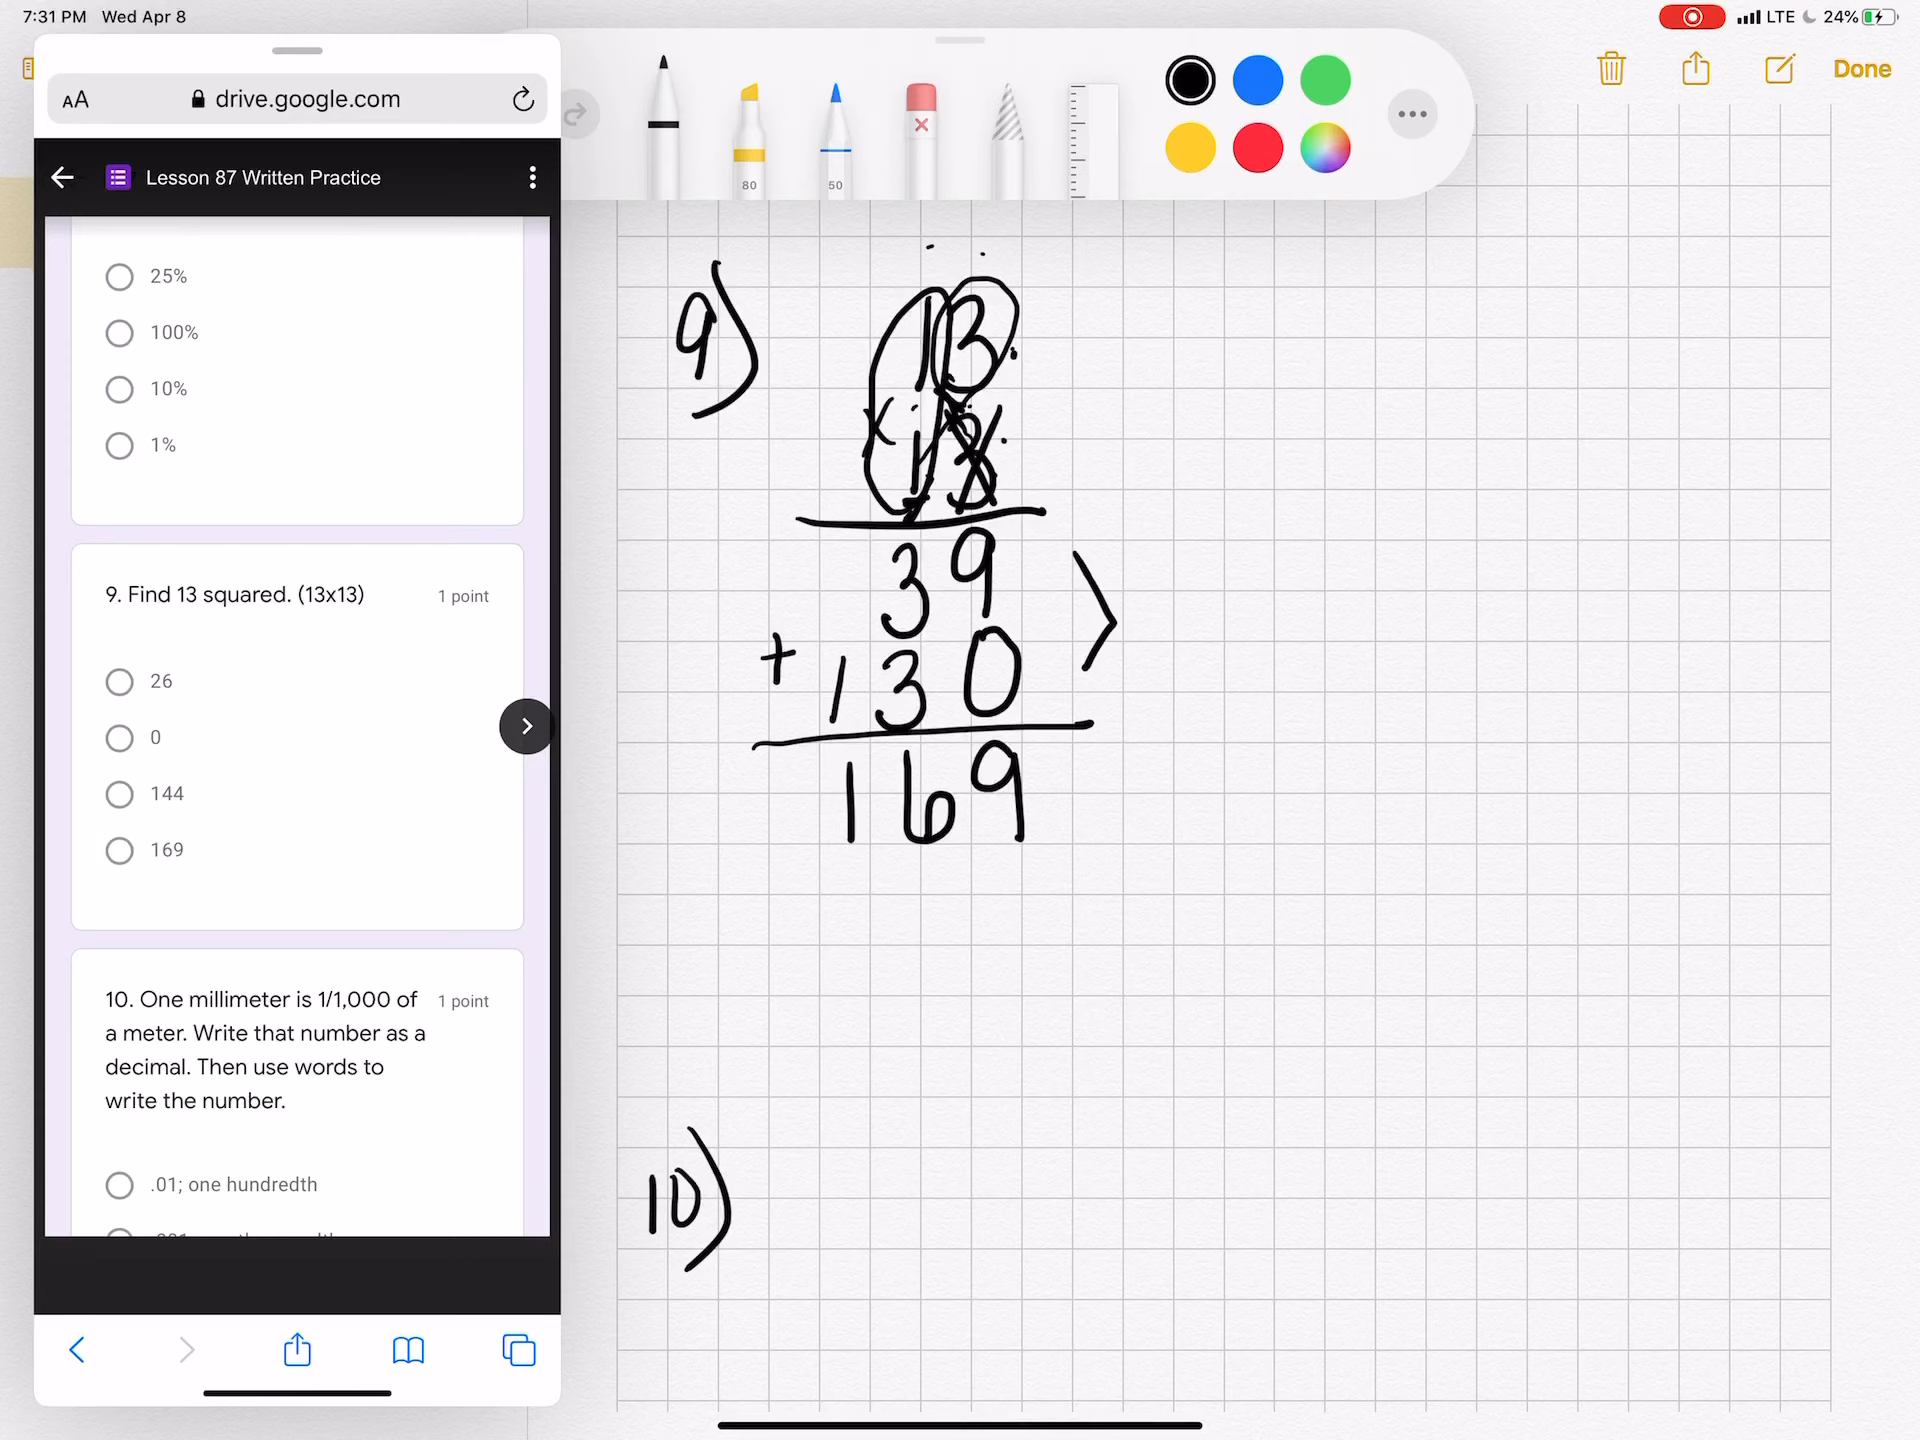 7:31 PM Wed Apr 8
LTE 24%
AA drive.google.com
Done
80
50
Lesson 87 Written Practice
25%
100%
10%
1%
9. Find 13 squared. (13x13) 1 point
26
0
144
169
10. One millimeter is 1/1,000 of 1 point
a meter. Write that number as a
decimal. Then use words to
write the number.
.01; one hundredth
9) 13
x 13
39
+ 130
169
10)